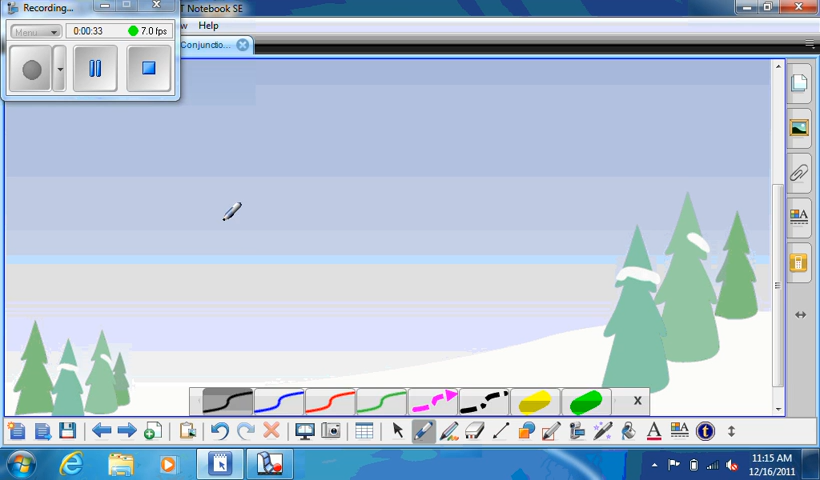 Recording...
T Notebook SE
w Help
Menu
0:00:33
7.0 fps
Conjunctio...
X
A
11:15 AM
12/16/2011